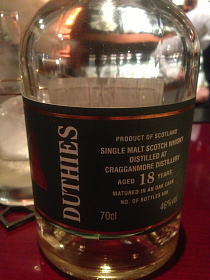 DUTHIES
PRODUCT OF SCOTLAND
SINGLE MALT SCOTCH WHISKY
DISTILLED AT
CRAGGANMORE DISTILLERY
AGED 18 YEARS
MATURED IN AN OAK CASK
NO. OF BOTTLES
70cl 46%vol